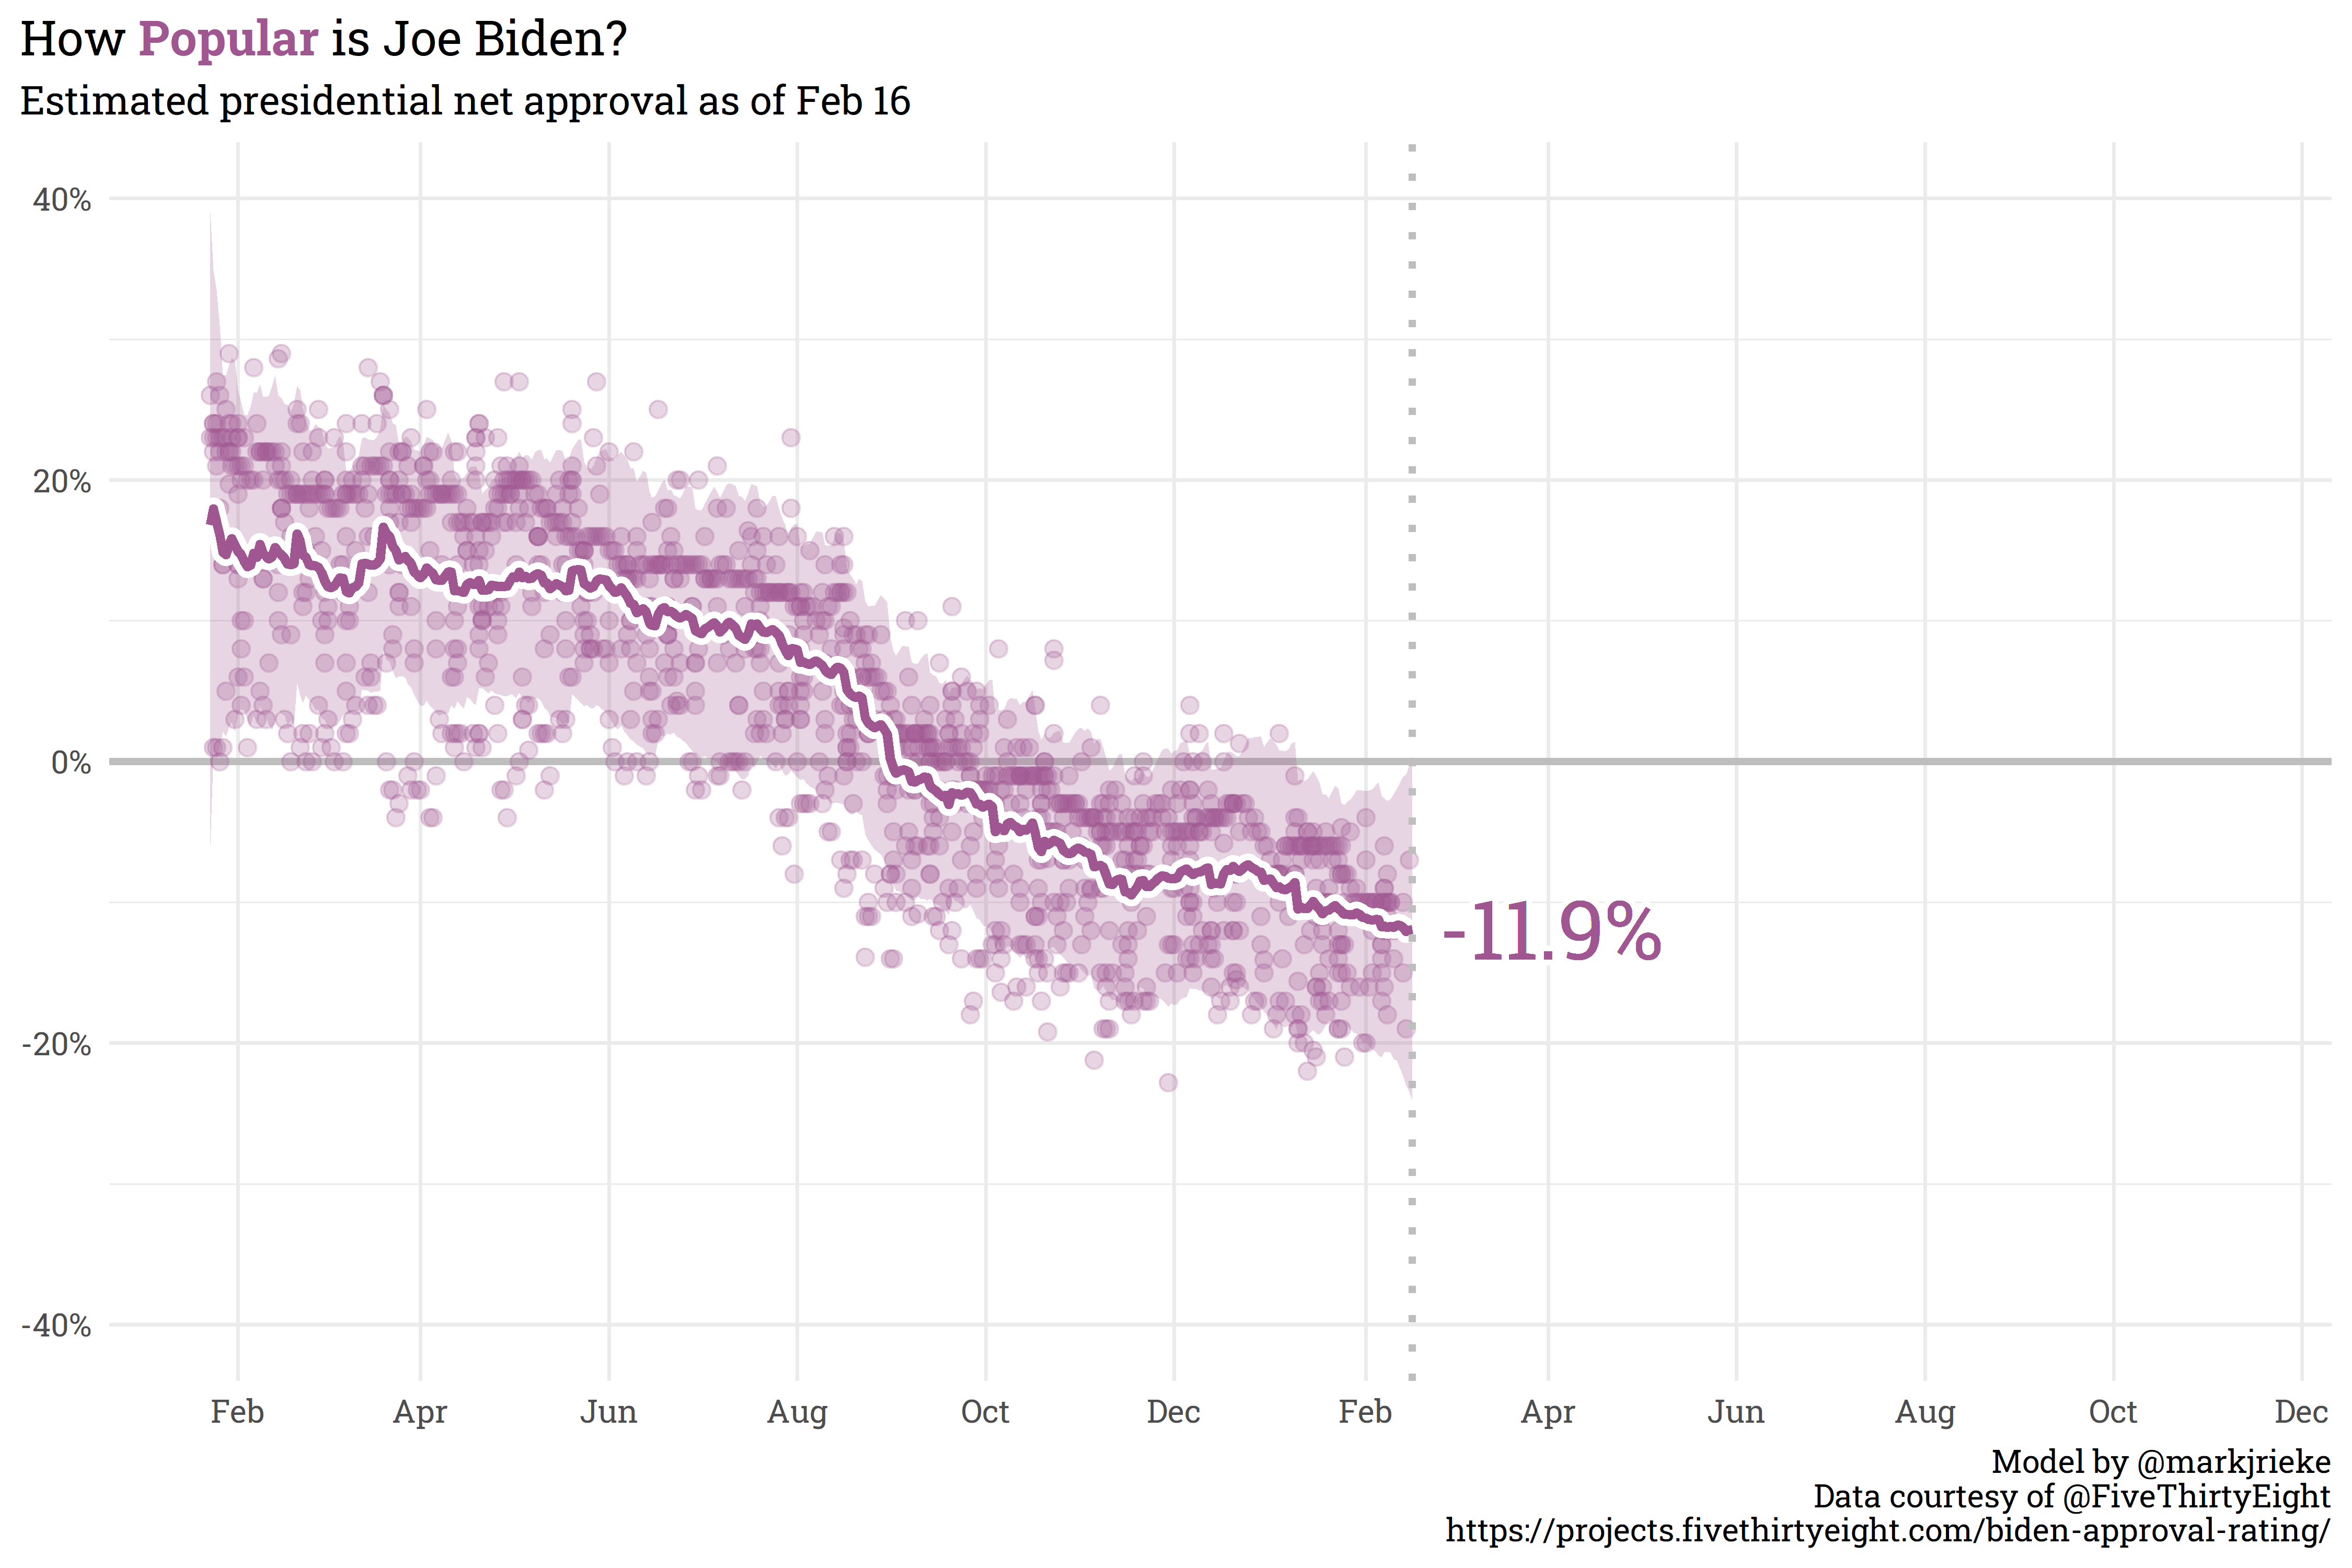 How Popular is Joe Biden?
Estimated presidential net approval as of Feb 16
40%
20%
0%
-20%
-40%
-11.9%
Feb Apr Jun Aug Oct Dec Feb Apr Jun Aug Oct Dec
Model by @markjrieke
Data courtesy of @FiveThirtyEight
https://projects.fivethirtyeight.com/biden-approval-rating/